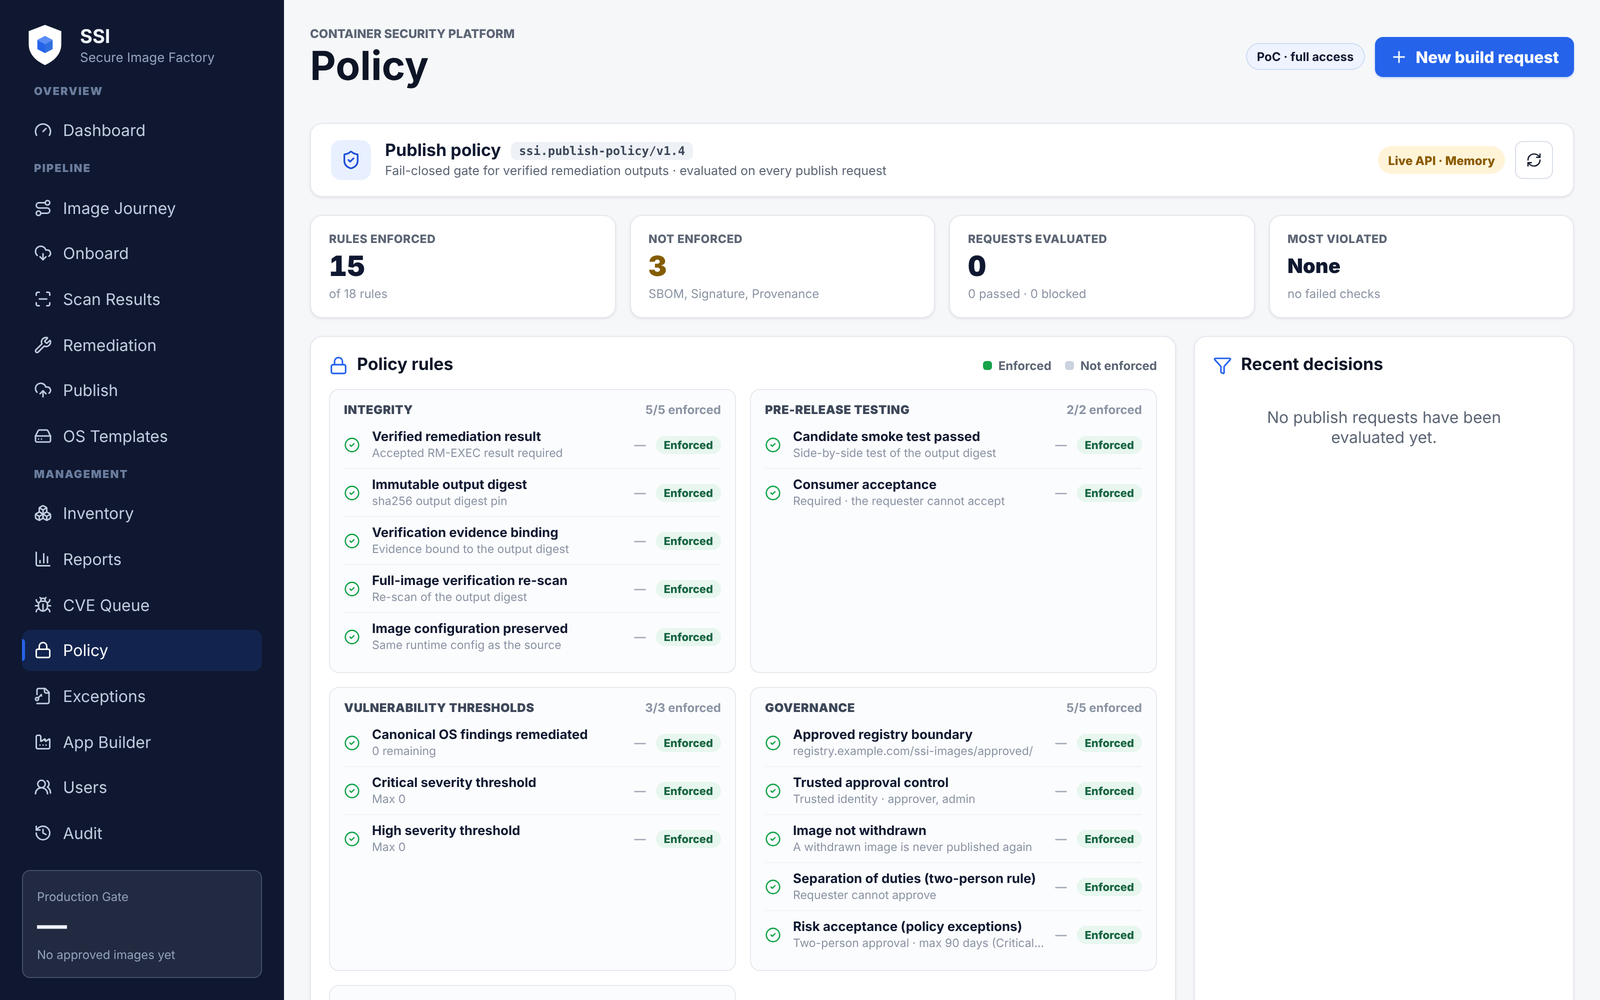 SSI
Secure Image Factory
OVERVIEW
Dashboard
PIPELINE
Image Journey
Onboard
Scan Results
Remediation
Publish
OS Templates
MANAGEMENT
Inventory
Reports
CVE Queue
Policy
Exceptions
App Builder
Users
Audit
Production Gate
—
No approved images yet
CONTAINER SECURITY PLATFORM
Policy
PoC · full access
New build request
Publish policy ssi.publish-policy/v1.4
Fail-closed gate for verified remediation outputs · evaluated on every publish request
Live API · Memory
RULES ENFORCED
15
of 18 rules
NOT ENFORCED
3
SBOM, Signature, Provenance
REQUESTS EVALUATED
0
0 passed · 0 blocked
MOST VIOLATED
None
no failed checks
Policy rules
Enforced Not enforced
INTEGRITY 5/5 enforced
Verified remediation result — Enforced
Accepted RM-EXEC result required
Immutable output digest — Enforced
sha256 output digest pin
Verification evidence binding — Enforced
Evidence bound to the output digest
Full-image verification re-scan — Enforced
Re-scan of the output digest
Image configuration preserved — Enforced
Same runtime config as the source
PRE-RELEASE TESTING 2/2 enforced
Candidate smoke test passed — Enforced
Side-by-side test of the output digest
Consumer acceptance — Enforced
Required · the requester cannot accept
VULNERABILITY THRESHOLDS 3/3 enforced
Canonical OS findings remediated — Enforced
0 remaining
Critical severity threshold — Enforced
Max 0
High severity threshold — Enforced
Max 0
GOVERNANCE 5/5 enforced
Approved registry boundary — Enforced
registry.example.com/ssi-images/approved/
Trusted approval control — Enforced
Trusted identity · approver, admin
Image not withdrawn — Enforced
A withdrawn image is never published again
Separation of duties (two-person rule) — Enforced
Requester cannot approve
Risk acceptance (policy exceptions) — Enforced
Two-person approval · max 90 days (Critical...
Recent decisions
No publish requests have been
evaluated yet.